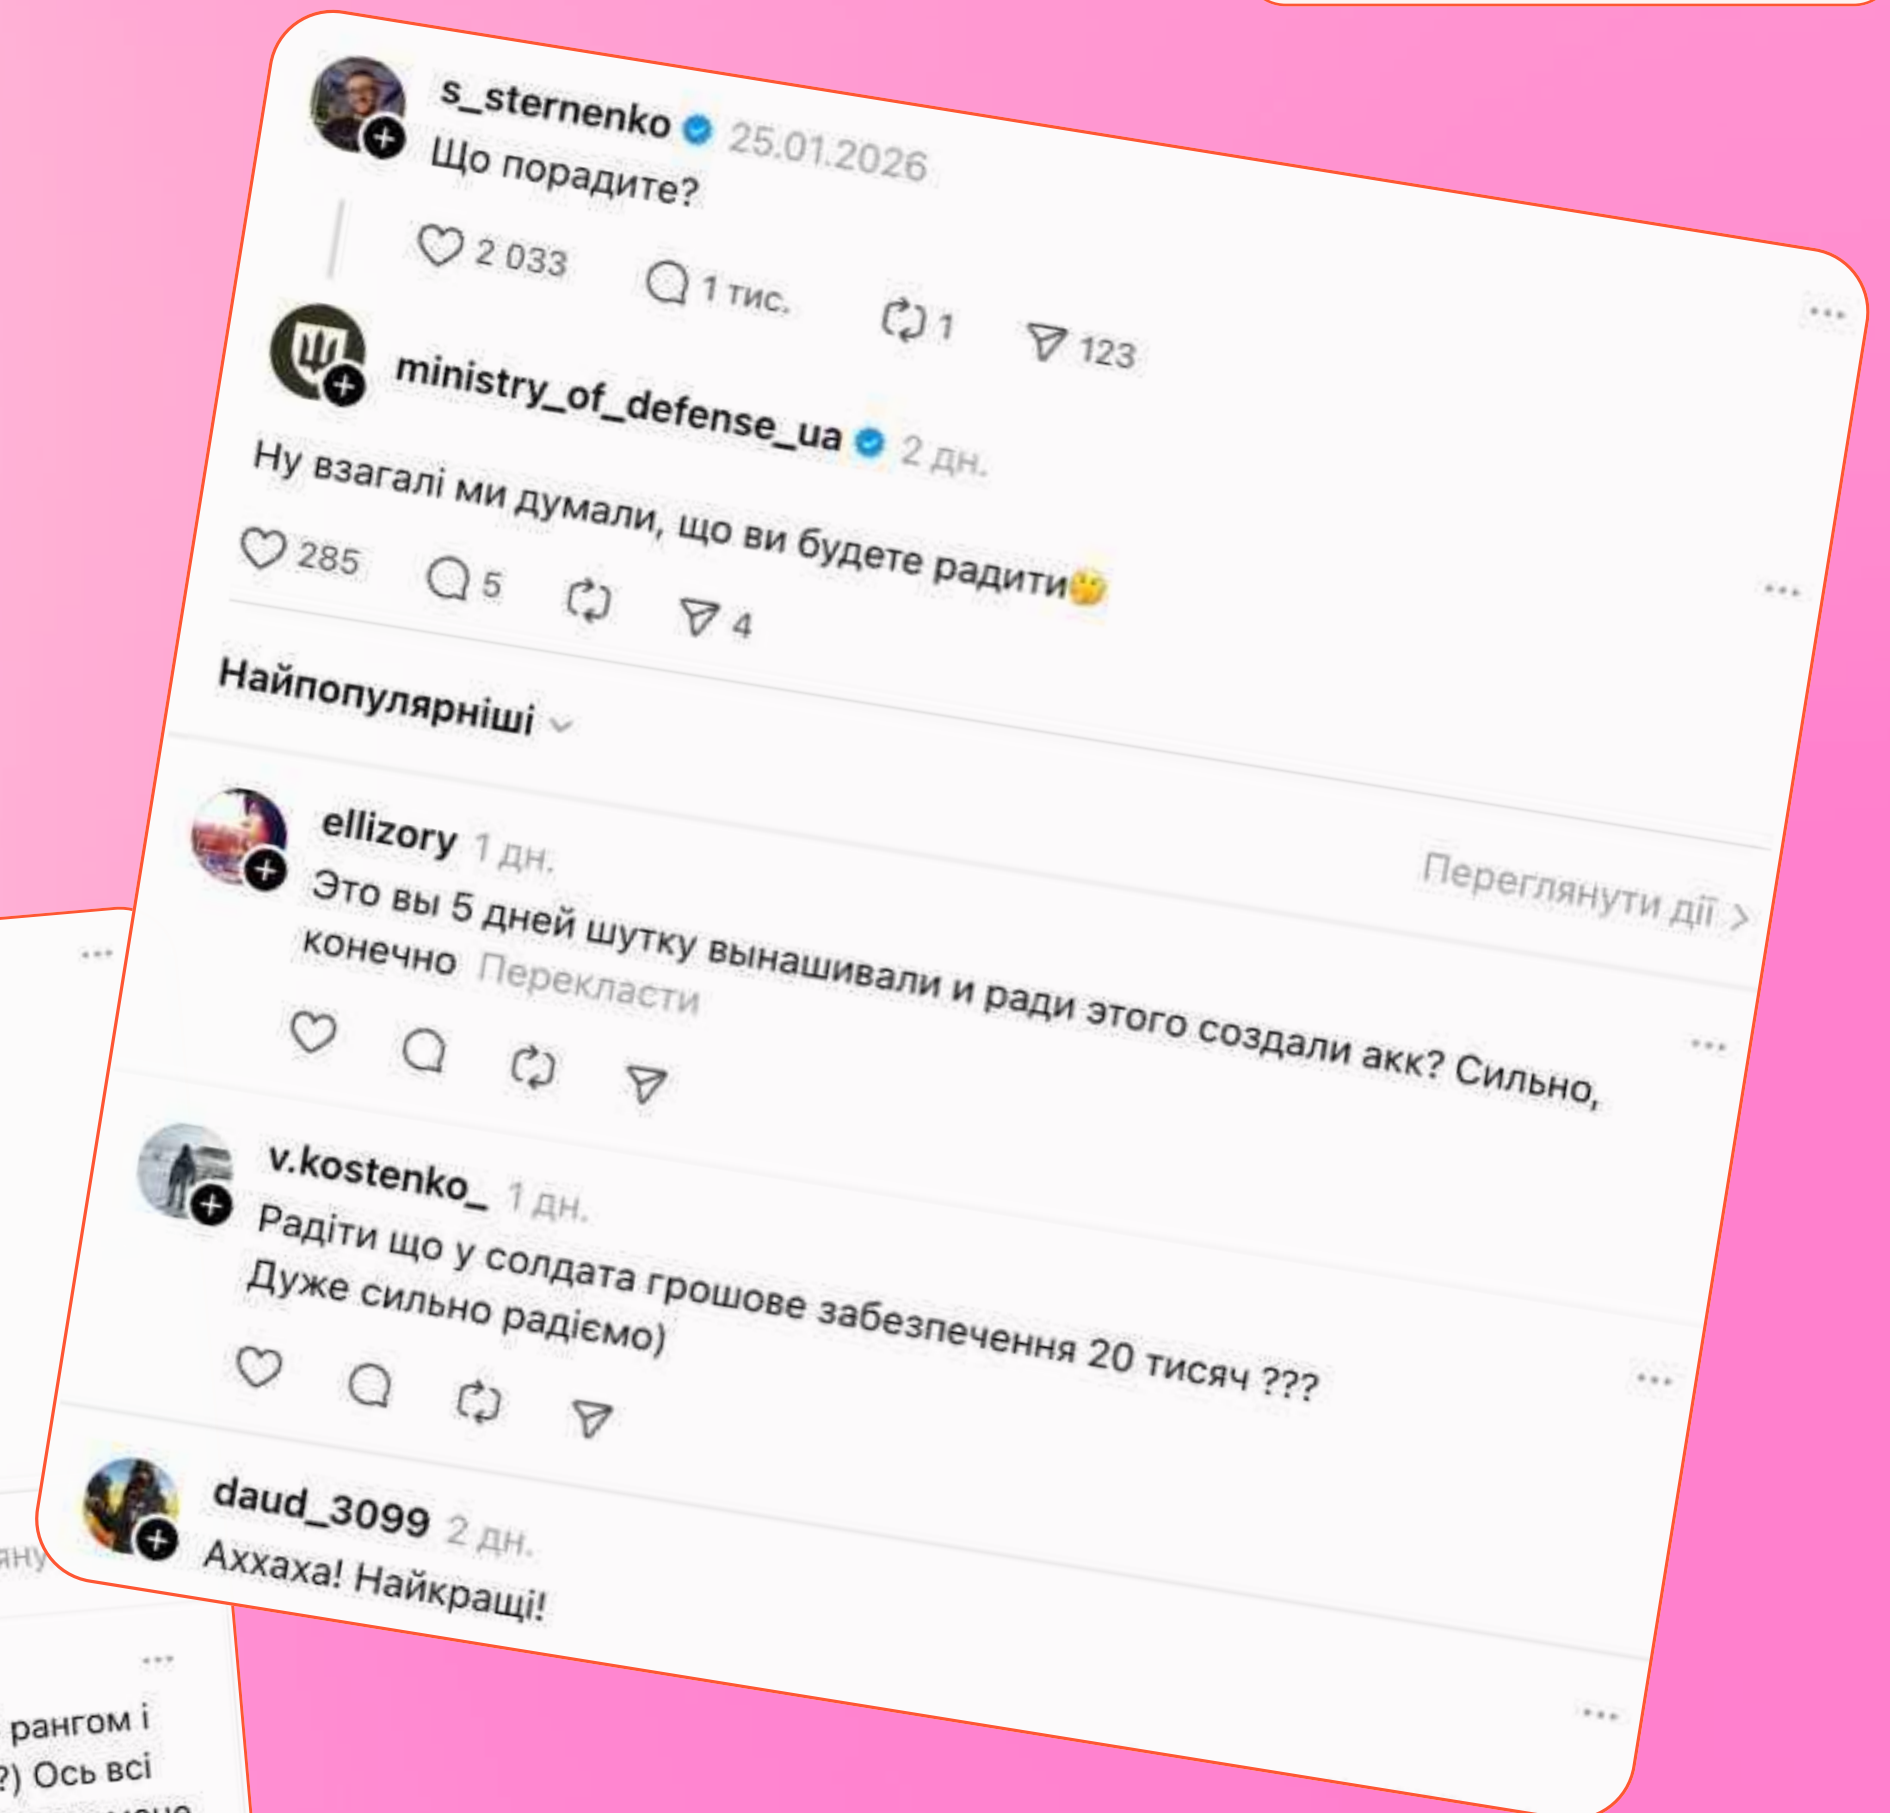 s_sternenko 25.01.2026
Що порадите?
2 033 1 тис. 1 123
ministry_of_defense_ua 2 дн.
Ну взагалі ми думали, що ви будете радити🤭
285 5 4
Найпопулярніші
Переглянути дії >
ellizory 1 дн.
Это вы 5 дней шутку вынашивали и ради этого создали акк? Сильно,
конечно Перекласти
v.kostenko_ 1 дн.
Радіти що у солдата грошове забезпечення 20 тисяч ???
Дуже сильно радіємо)
daud_3099 2 дн.
Аххаха! Найкращі!
рангом і
?) Ось всі